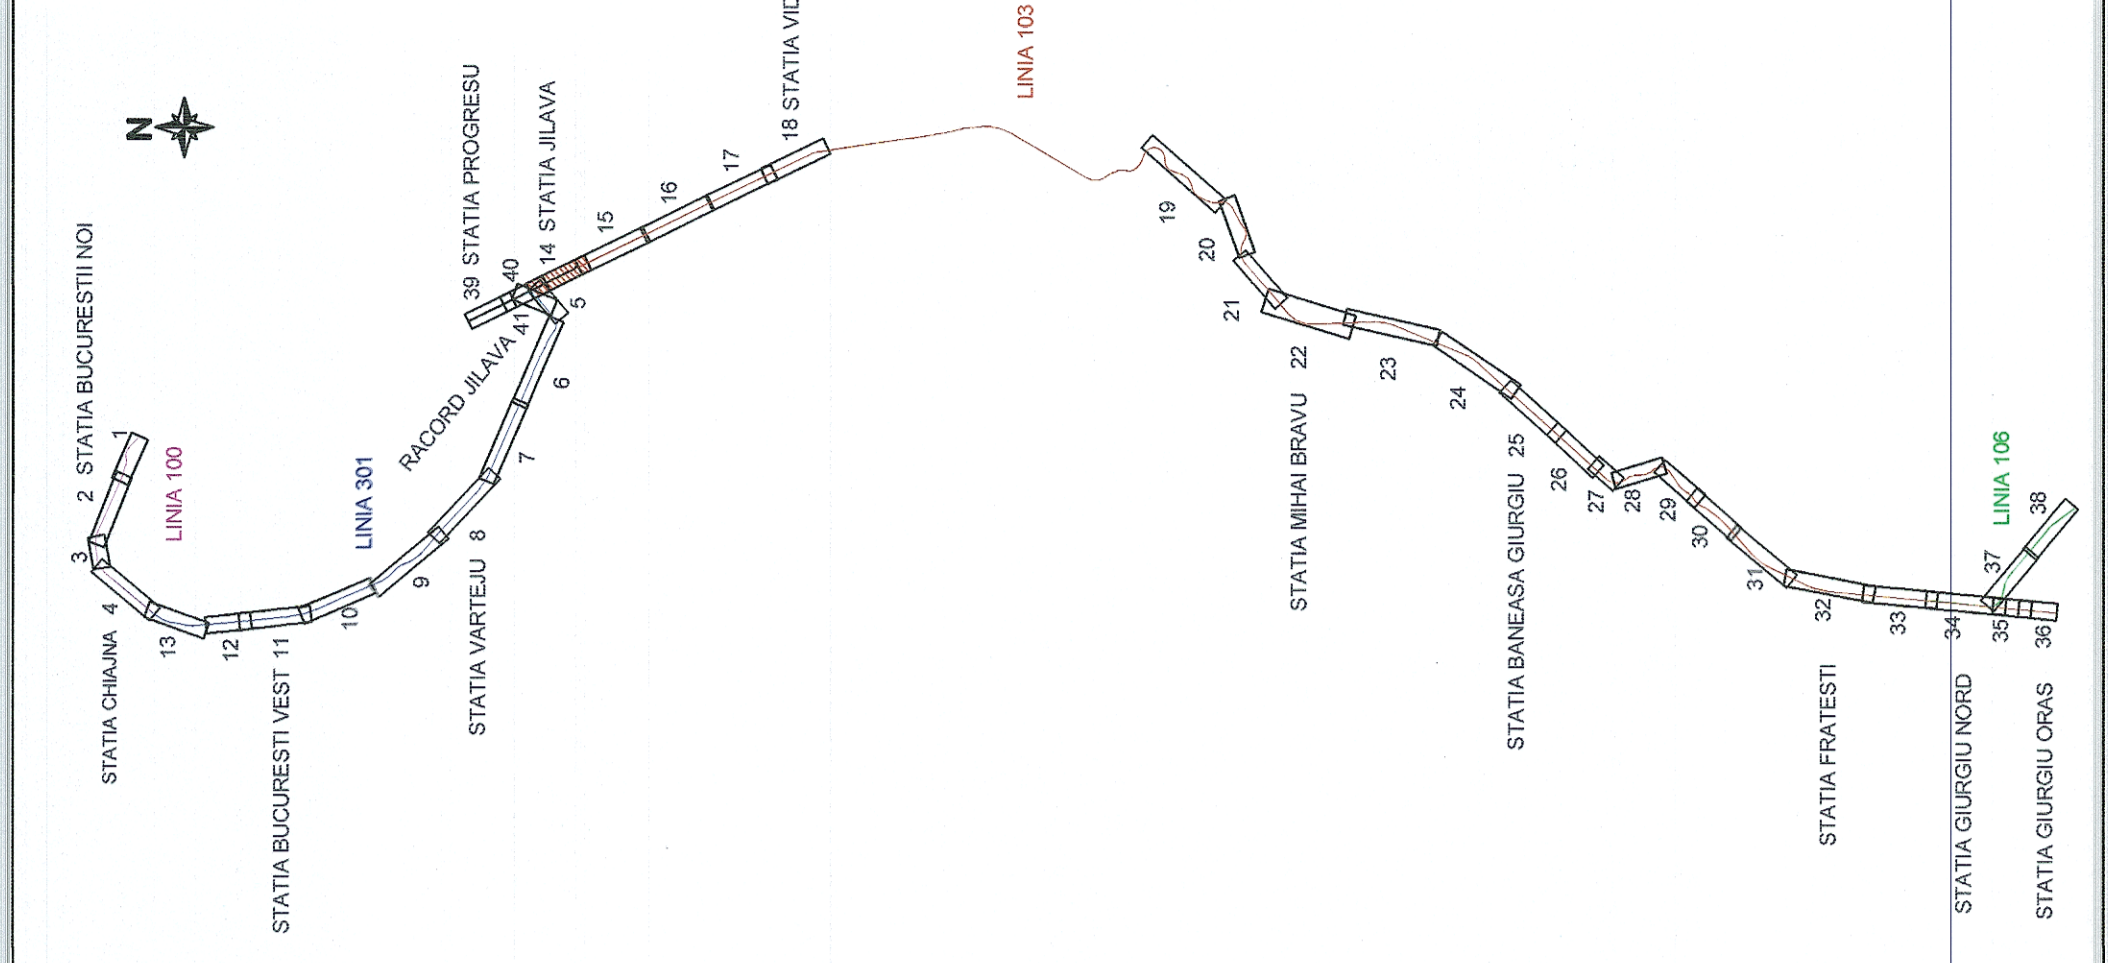 N
39 STATIA PROGRESU
14 STATIA JILAVA
18 STATIA
LINIA 103
2 STATIA BUCURESTII NOI
1
LINIA 100
3
4
STATIA CHIAJNA
13
12
11
STATIA BUCURESTI VEST
10
LINIA 301
9
8
STATIA VARTEJU
7
6
RACORD JILAVA
41
40
5
15
16
17
19
20
21
22
STATIA MIHAI BRAVU
23
24
25
STATIA BANEASA GIURGIU
26
27
28
29
30
31
32
STATIA FRATESTI
33
34
STATIA GIURGIU NORD
35
36
STATIA GIURGIU ORAS
37
38
LINIA 106